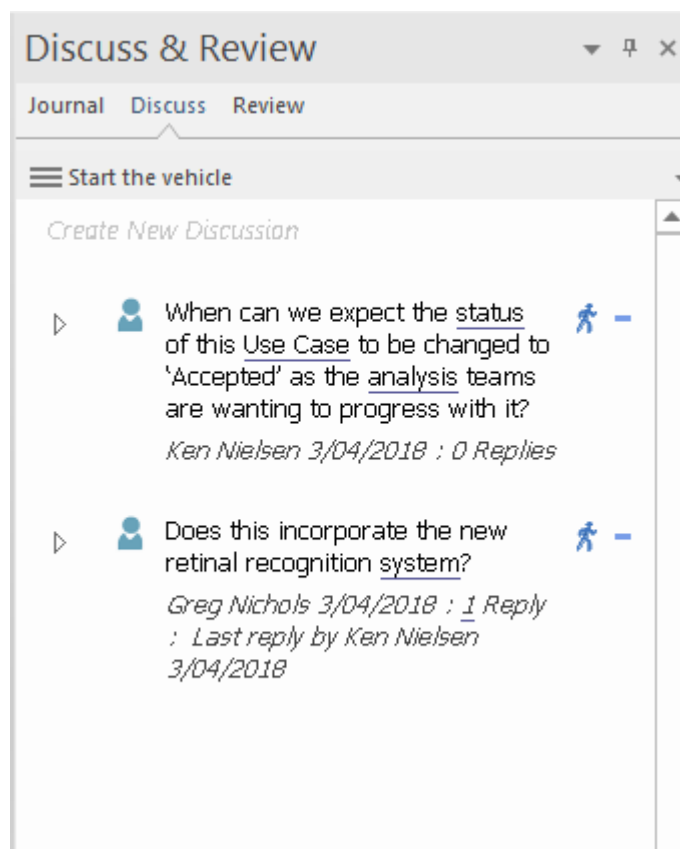 Discuss & Review
Journal Discuss Review
Start the vehicle
Create New Discussion
When can we expect the status
of this Use Case to be changed to
'Accepted' as the analysis teams
are wanting to progress with it?
Ken Nielsen 3/04/2018 : 0 Replies
Does this incorporate the new
retinal recognition system?
Greg Nichols 3/04/2018 : 1 Reply
: Last reply by Ken Nielsen
3/04/2018